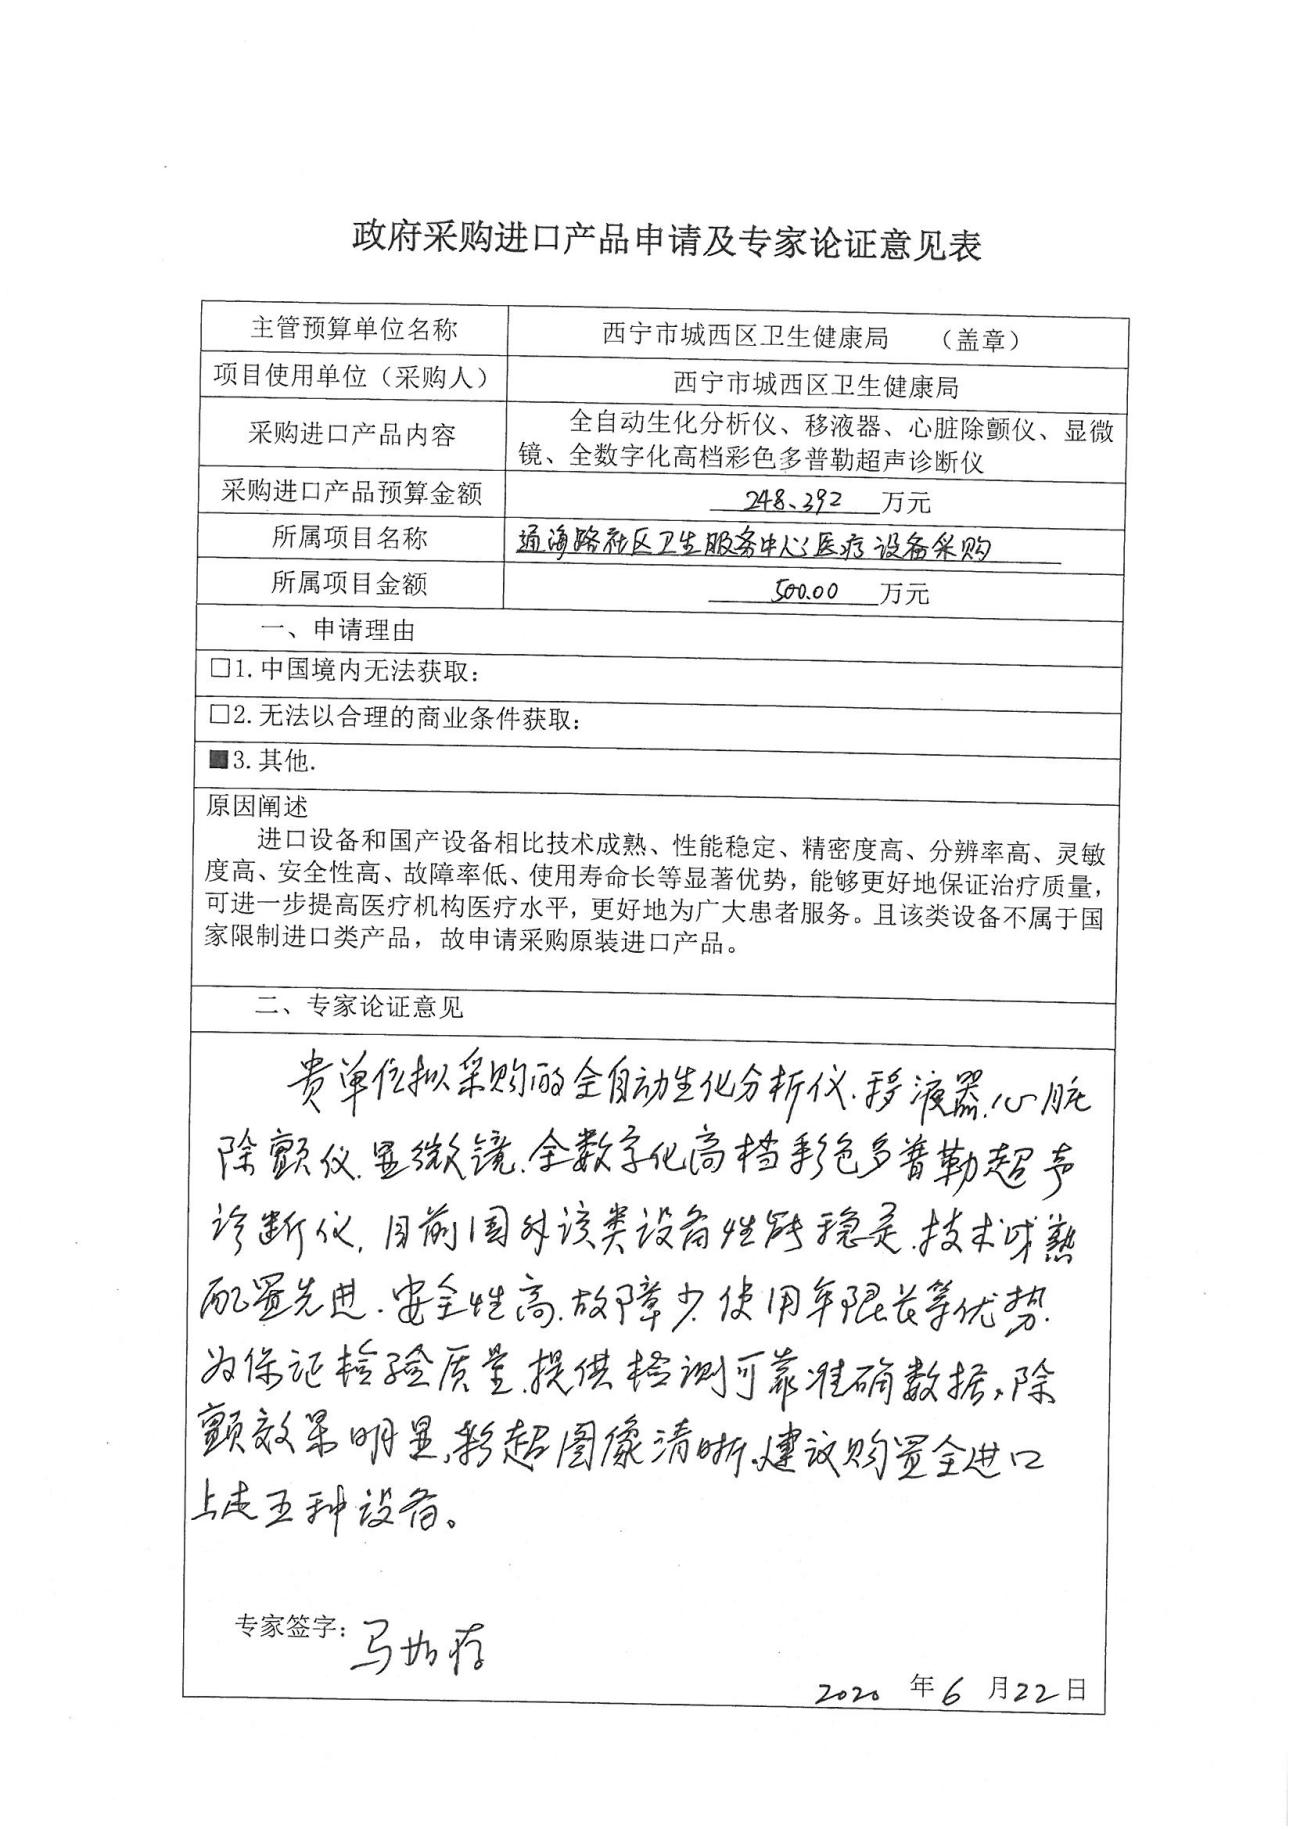 政府采购进口产品申请及专家论证意见表
主管预算单位名称
西宁市城西区卫生健康局 （盖章）
项目使用单位（采购人）
西宁市城西区卫生健康局
采购进口产品内容
全自动生化分析仪、移液器、心脏除颤仪、显微
镜、全数字化高档彩色多普勒超声诊断仪
采购进口产品预算金额
248.392 万元
所属项目名称
通海路社区卫生服务中心医疗设备采购
所属项目金额
500.00 万元
一、申请理由
□1.中国境内无法获取：
□2.无法以合理的商业条件获取：
■3.其他.
原因阐述
进口设备和国产设备相比技术成熟、性能稳定、精密度高、分辨率高、灵敏
度高、安全性高、故障率低、使用寿命长等显著优势，能够更好地保证治疗质量，
可进一步提高医疗机构医疗水平，更好地为广大患者服务。且该类设备不属于国
家限制进口类产品，故申请采购原装进口产品。
二、专家论证意见
贵单位拟采购的全自动生化分析仪.移液器.心脏
除颤仪.显微镜.全数字化高档彩色多普勒超声
诊断仪，目前国外该类设备性能稳定.技术成熟
配置先进.安全性高.故障少.使用年限长等优势.
为保证检验质量.提供检测可靠准确数据，除
颤效果明显，彩超图像清晰.建议购置全进口
上述五种设备。
专家签字：马
2020 年 6 月 22 日